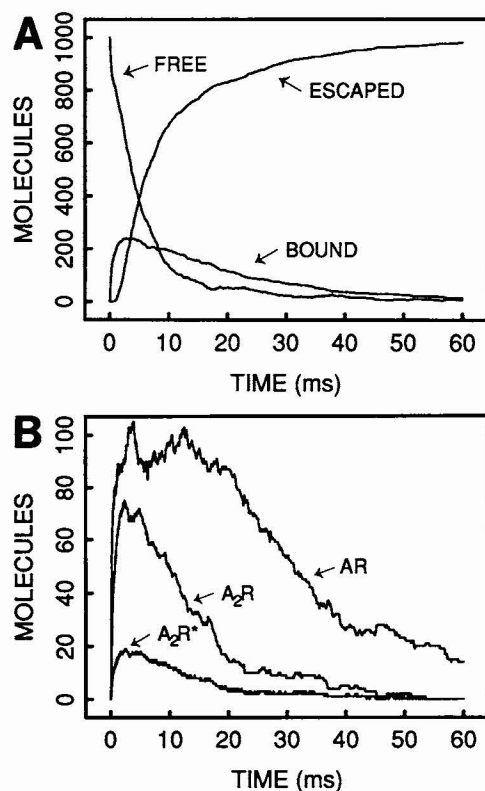 A
MOLECULES
1000
800
600
400
200
0
FREE
ESCAPED
BOUND
0 10 20 30 40 50 60
TIME (ms)
B
MOLECULES
100
80
60
40
20
0
AR
A₂R
A₂R*
0 10 20 30 40 50 60
TIME (ms)